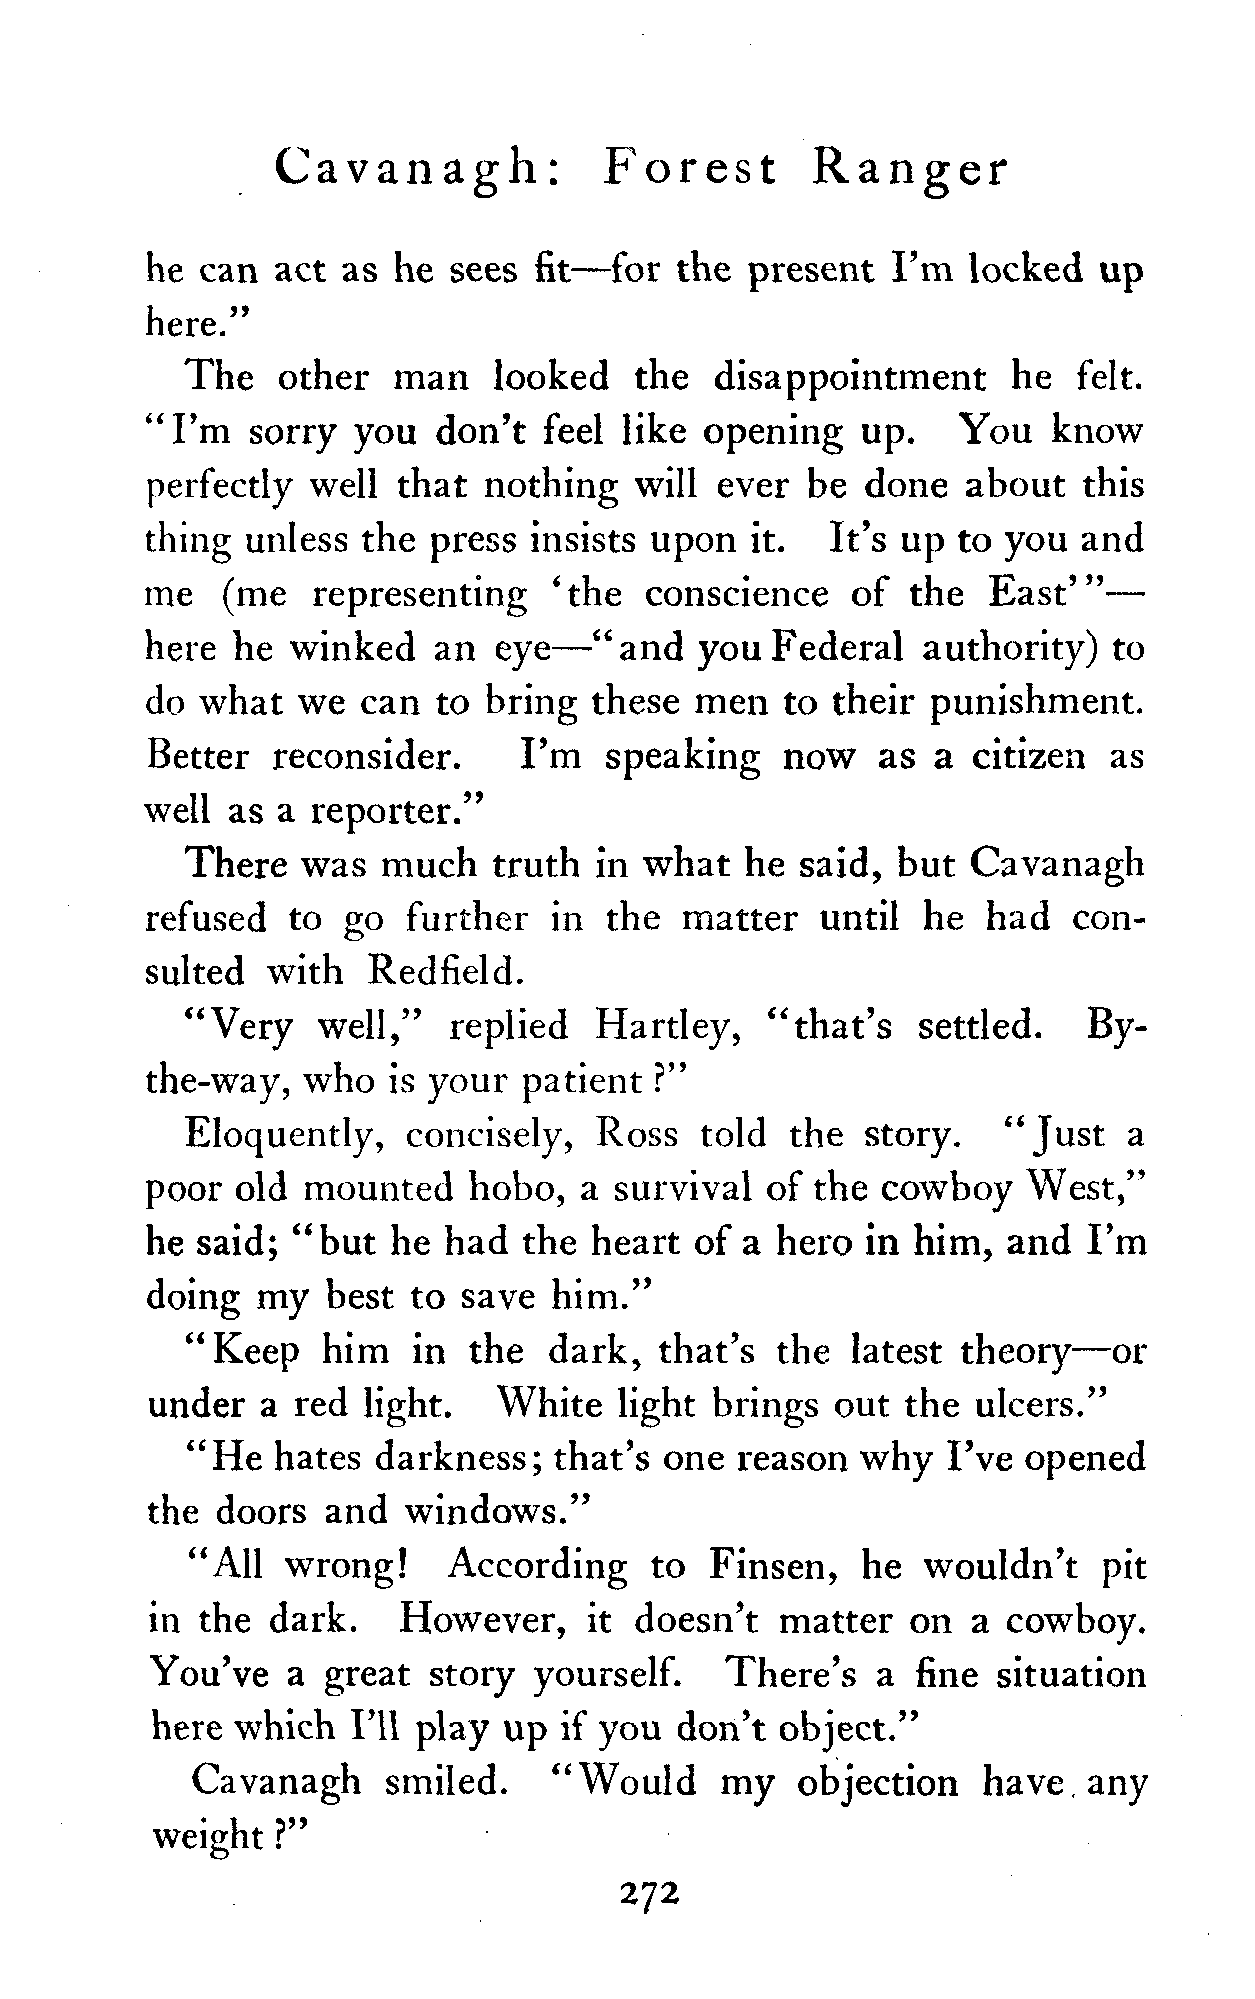 Cavanagh: Forest Ranger
he can act as he sees fit—for the present I'm locked up
here."
The other man looked the disappointment he felt.
"I'm sorry you don't feel like opening up. You know
perfectly well that nothing will ever be done about this
thing unless the press insists upon it. It's up to you and
me (me representing 'the conscience of the East'"—
here he winked an eye—"and you Federal authority) to
do what we can to bring these men to their punishment.
Better reconsider. I'm speaking now as a citizen as
well as a reporter."
There was much truth in what he said, but Cavanagh
refused to go further in the matter until he had con-
sulted with Redfield.
"Very well," replied Hartley, "that's settled. By-
the-way, who is your patient?"
Eloquently, concisely, Ross told the story. "Just a
poor old mounted hobo, a survival of the cowboy West,"
he said; "but he had the heart of a hero in him, and I'm
doing my best to save him."
"Keep him in the dark, that's the latest theory—or
under a red light. White light brings out the ulcers."
"He hates darkness; that's one reason why I've opened
the doors and windows."
"All wrong! According to Finsen, he wouldn't pit
in the dark. However, it doesn't matter on a cowboy.
You've a great story yourself. There's a fine situation
here which I'll play up if you don't object."
Cavanagh smiled. "Would my objection have any
weight?"
272